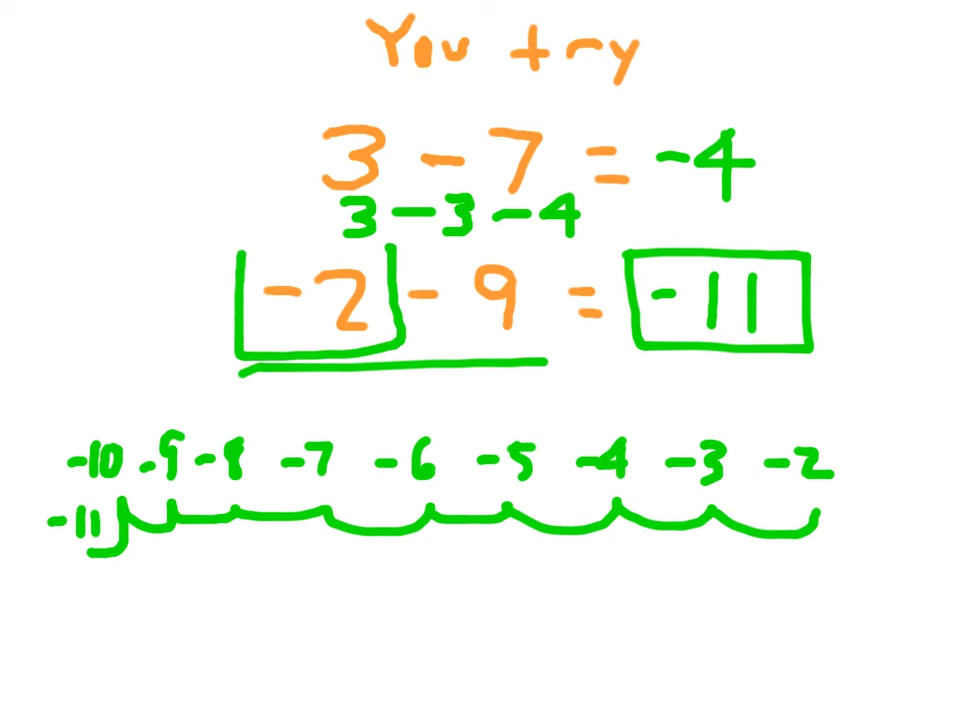 You try
3 - 7 = -4
3 - 3 - 4
-2 - 9 = -11
-10 -9 -8 -7 -6 -5 -4 -3 -2
-11